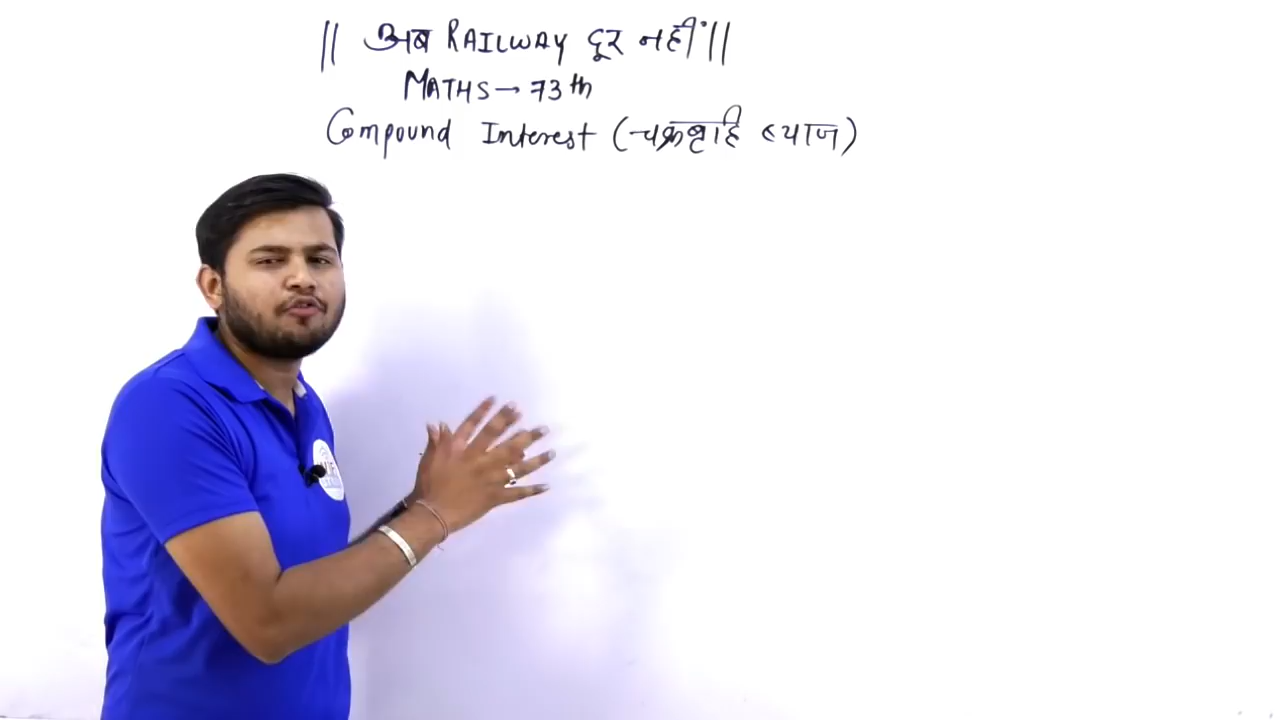 || अब RAILWAY दूर नहीं ||
MATHS → 73th
Compound Interest (चक्रवृद्धि ब्याज)